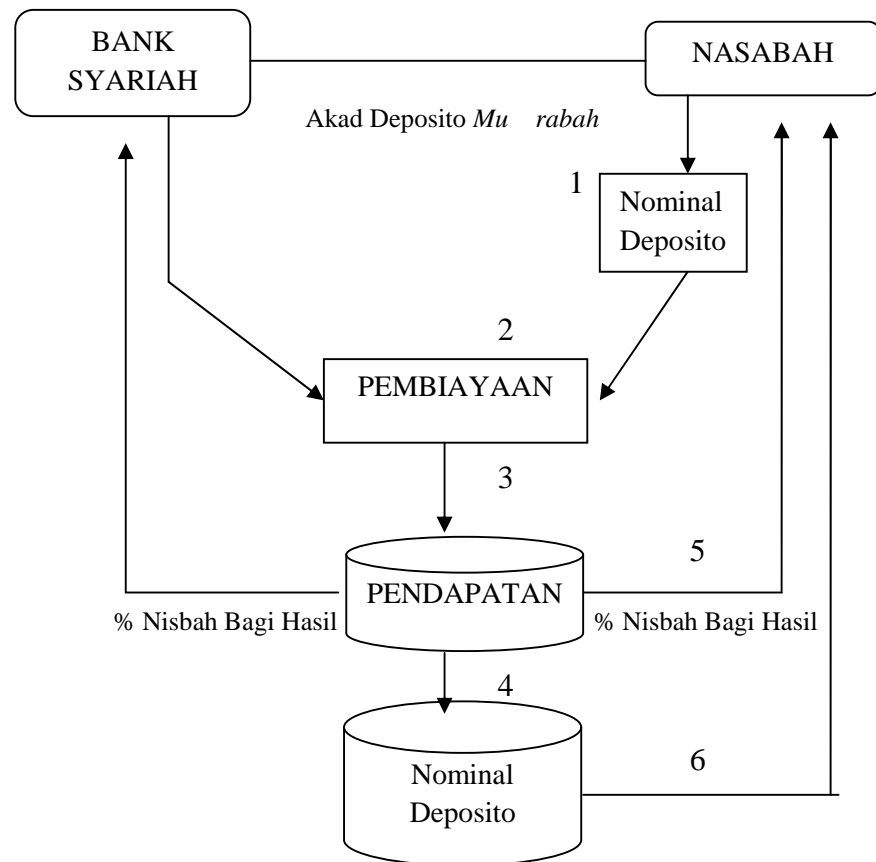 BANK
SYARIAH
NASABAH
Akad Deposito Mu rabah
1
Nominal
Deposito
2
PEMBIAYAAN
3
5
PENDAPATAN
% Nisbah Bagi Hasil
% Nisbah Bagi Hasil
4
6
Nominal
Deposito